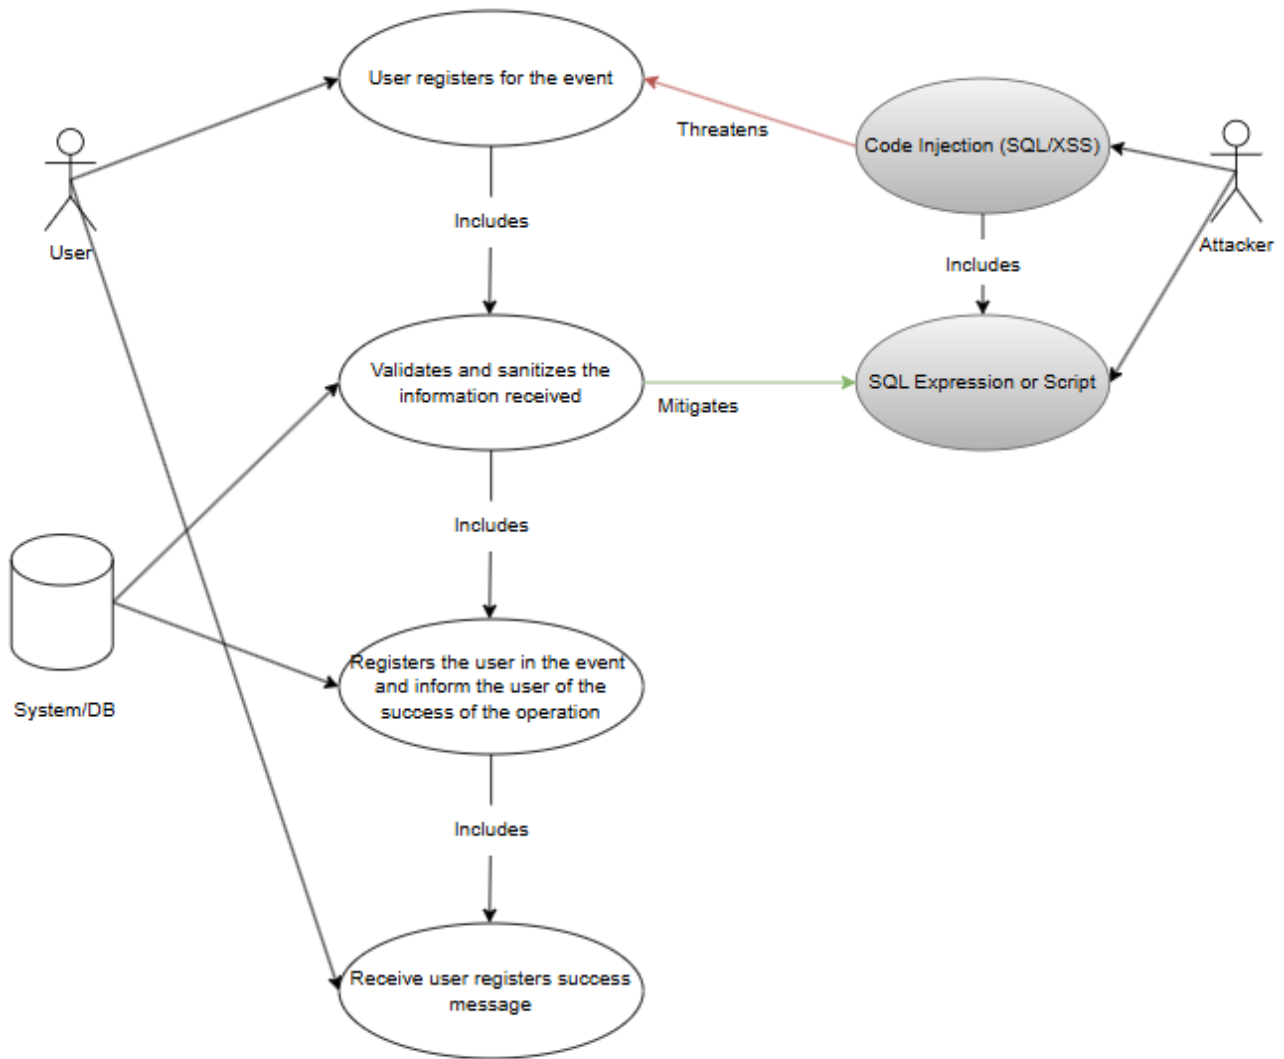 User registers for the event
Threatens
Code Injection (SQL/XSS)
User
Includes
Attacker
Includes
Validates and sanitizes the
information received
Mitigates
SQL Expression or Script
Includes
System/DB
Registers the user in the event
and inform the user of the
success of the operation
Includes
Receive user registers success
message